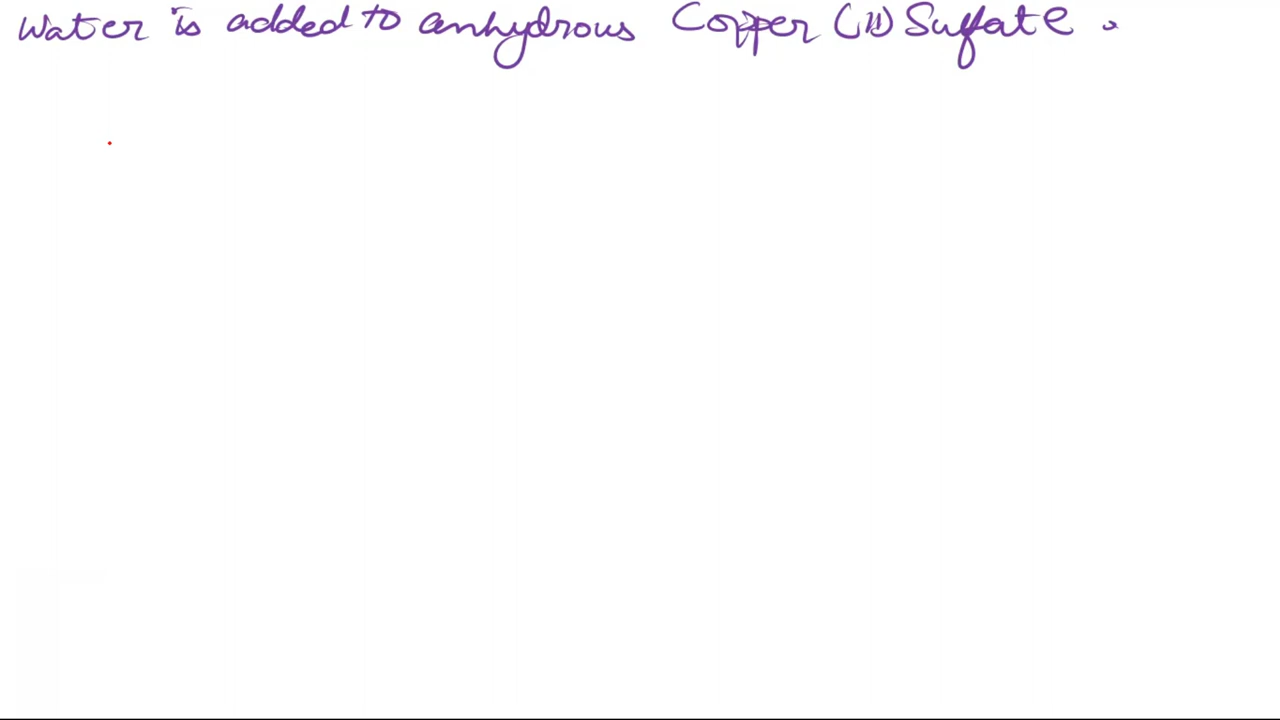 Water is added to anhydrous Copper (II) Sulfate .